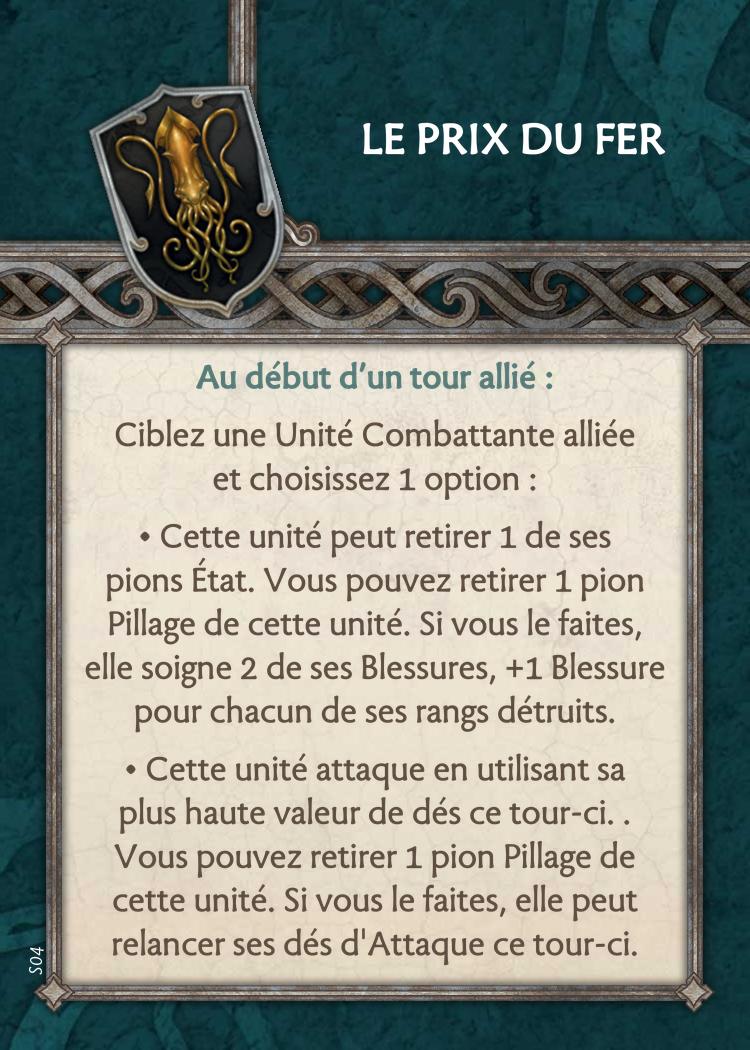 LE PRIX DU FER
Au début d'un tour allié :
Ciblez une Unité Combattante alliée
et choisissez 1 option :
• Cette unité peut retirer 1 de ses
pions État. Vous pouvez retirer 1 pion
Pillage de cette unité. Si vous le faites,
elle soigne 2 de ses Blessures, +1 Blessure
pour chacun de ses rangs détruits.
• Cette unité attaque en utilisant sa
plus haute valeur de dés ce tour-ci. .
Vous pouvez retirer 1 pion Pillage de
cette unité. Si vous le faites, elle peut
relancer ses dés d'Attaque ce tour-ci.
S04